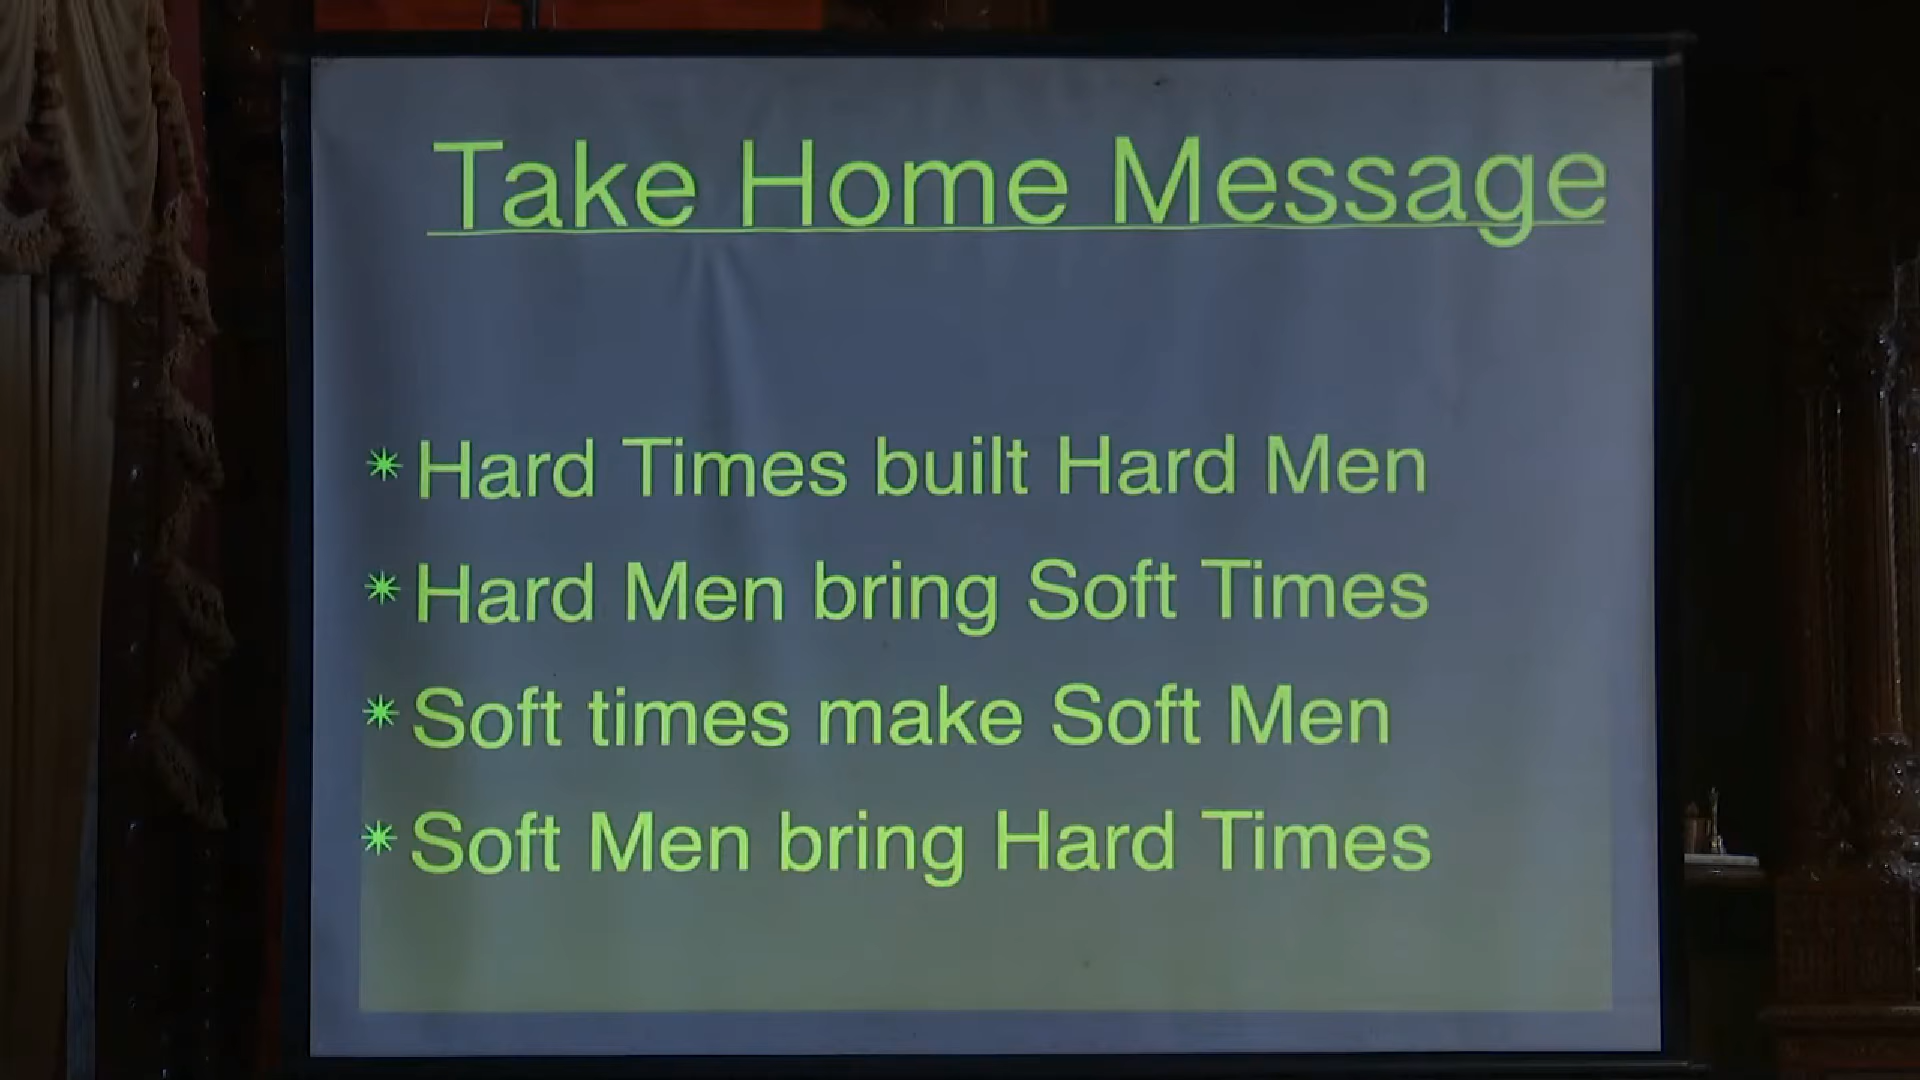 Take Home Message
* Hard Times built Hard Men
* Hard Men bring Soft Times
* Soft times make Soft Men
* Soft Men bring Hard Times